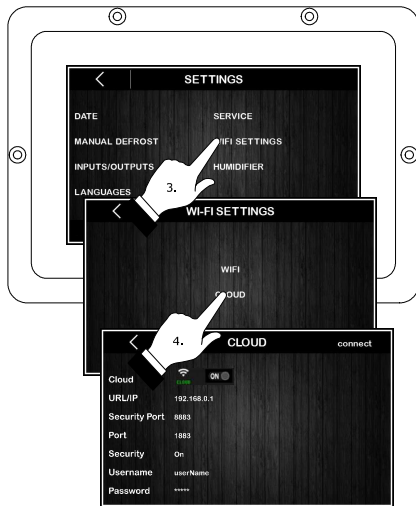 SETTINGS
DATE SERVICE
MANUAL DEFROST WIFI SETTINGS
INPUTS/OUTPUTS HUMIDIFIER
LANGUAGES
3.
WI-FI SETTINGS
WIFI
CLOUD
4.
CLOUD connect
Cloud CLOUD ON
URL/IP 192.168.0.1
Security Port 8883
Port 1883
Security On
Username userName
Password *****